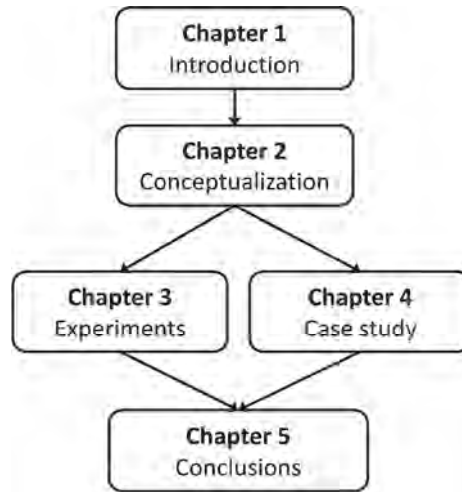 Chapter 1
Introduction
Chapter 2
Conceptualization
Chapter 3
Experiments
Chapter 4
Case study
Chapter 5
Conclusions